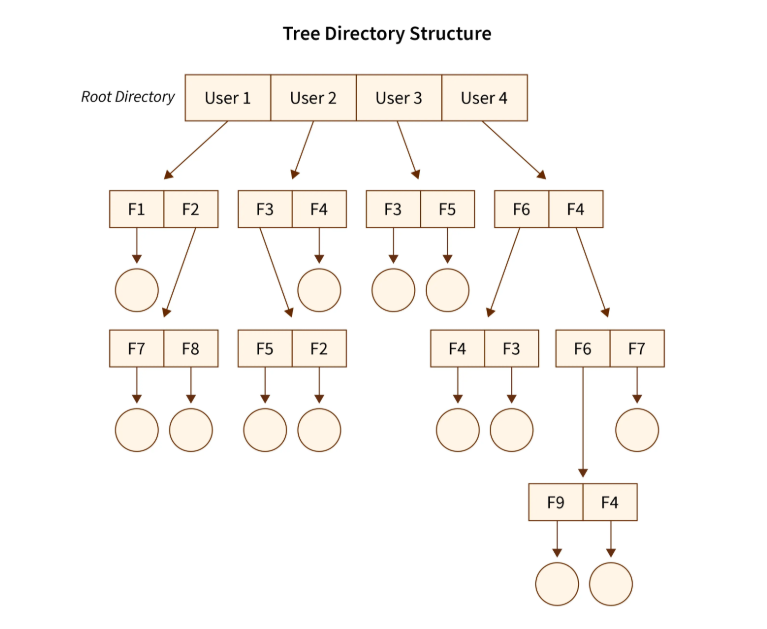 Tree Directory Structure
Root Directory
User 1 User 2 User 3 User 4
F1 F2 F3 F4 F3 F5 F6 F4
F7 F8 F5 F2 F4 F3 F6 F7
F9 F4